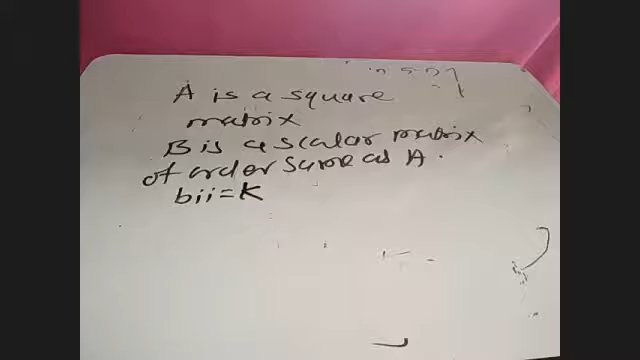 A is a square
matrix
B is a scalar matrix
of order same as A.
bii=K